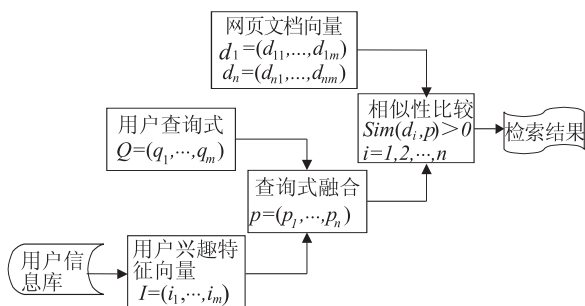 网页文档向量
d1=(d11,...,d1m)
dn=(dn1,...,dnm)
用户查询式
Q=(q1,···,qm)
相似性比较
Sim(di,p)>0
i=1,2,···,n
检索结果
查询式融合
p=(p1,···,pn)
用户信
息库
用户兴趣特
征向量
I=(i1,···,im)